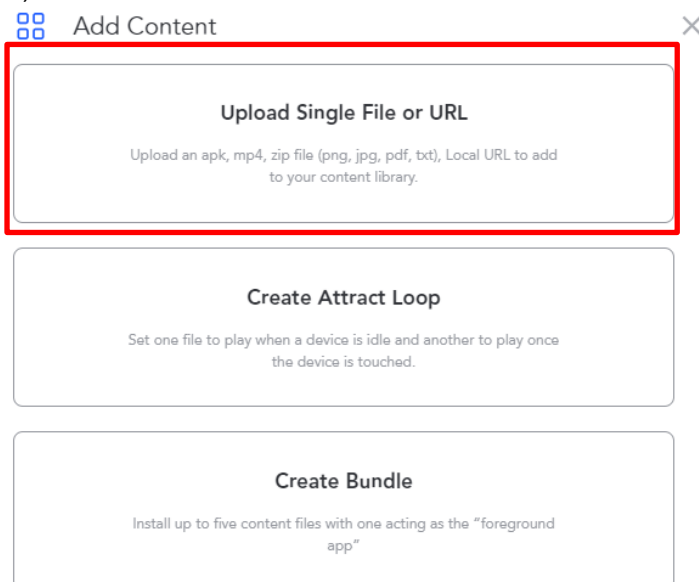 Add Content
Upload Single File or URL
Upload an apk, mp4, zip file (png, jpg, pdf, txt), Local URL to add
to your content library.
Create Attract Loop
Set one file to play when a device is idle and another to play once
the device is touched.
Create Bundle
Install up to five content files with one acting as the “foreground
app”